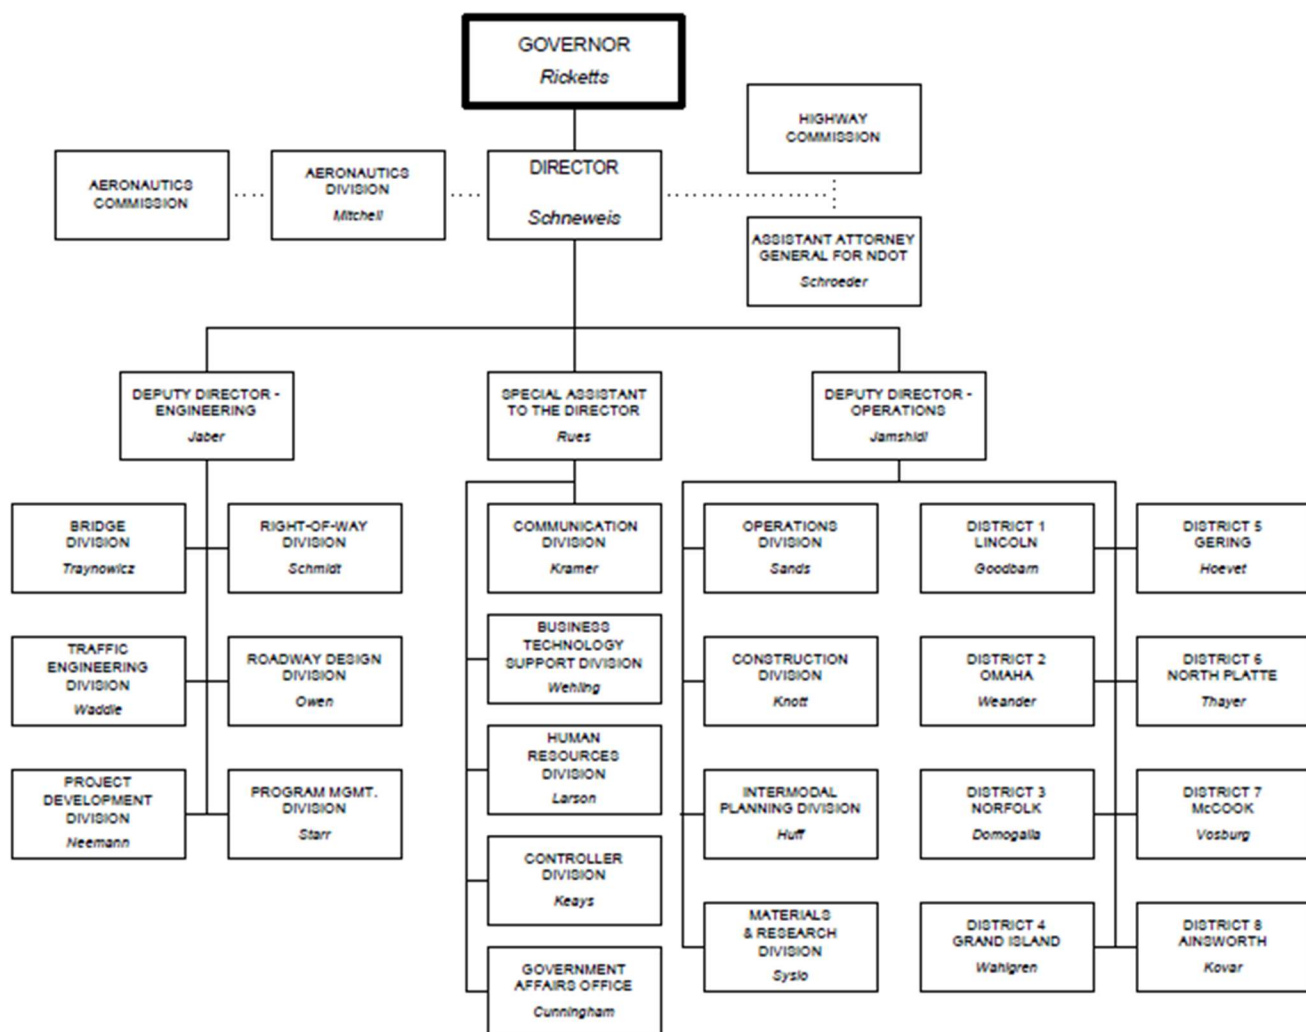 GOVERNOR
Ricketts
HIGHWAY
COMMISSION
AERONAUTICS
COMMISSION
AERONAUTICS
DIVISION
Mitchell
DIRECTOR
Schneweis
ASSISTANT ATTORNEY
GENERAL FOR NDOT
Schroeder
DEPUTY DIRECTOR -
ENGINEERING
Jaber
SPECIAL ASSISTANT
TO THE DIRECTOR
Rues
DEPUTY DIRECTOR -
OPERATIONS
Jamshidi
BRIDGE
DIVISION
Traynowicz
RIGHT-OF-WAY
DIVISION
Schmidt
COMMUNICATION
DIVISION
Kramer
OPERATIONS
DIVISION
Sands
DISTRICT 1
LINCOLN
Goodbarn
DISTRICT 5
GERING
Hoevet
TRAFFIC
ENGINEERING
DIVISION
Waddle
ROADWAY DESIGN
DIVISION
Owen
BUSINESS
TECHNOLOGY
SUPPORT DIVISION
Wehling
CONSTRUCTION
DIVISION
Knott
DISTRICT 2
OMAHA
Weander
DISTRICT 6
NORTH PLATTE
Thayer
PROJECT
DEVELOPMENT
DIVISION
Neemann
PROGRAM MGMT.
DIVISION
Starr
HUMAN
RESOURCES
DIVISION
Larson
INTERMODAL
PLANNING DIVISION
Huff
DISTRICT 3
NORFOLK
Domogalla
DISTRICT 7
McCOOK
Vosburg
CONTROLLER
DIVISION
Keays
MATERIALS
& RESEARCH
DIVISION
Syslo
DISTRICT 4
GRAND ISLAND
Wahlgren
DISTRICT 8
AINSWORTH
Kovar
GOVERNMENT
AFFAIRS OFFICE
Cunningham